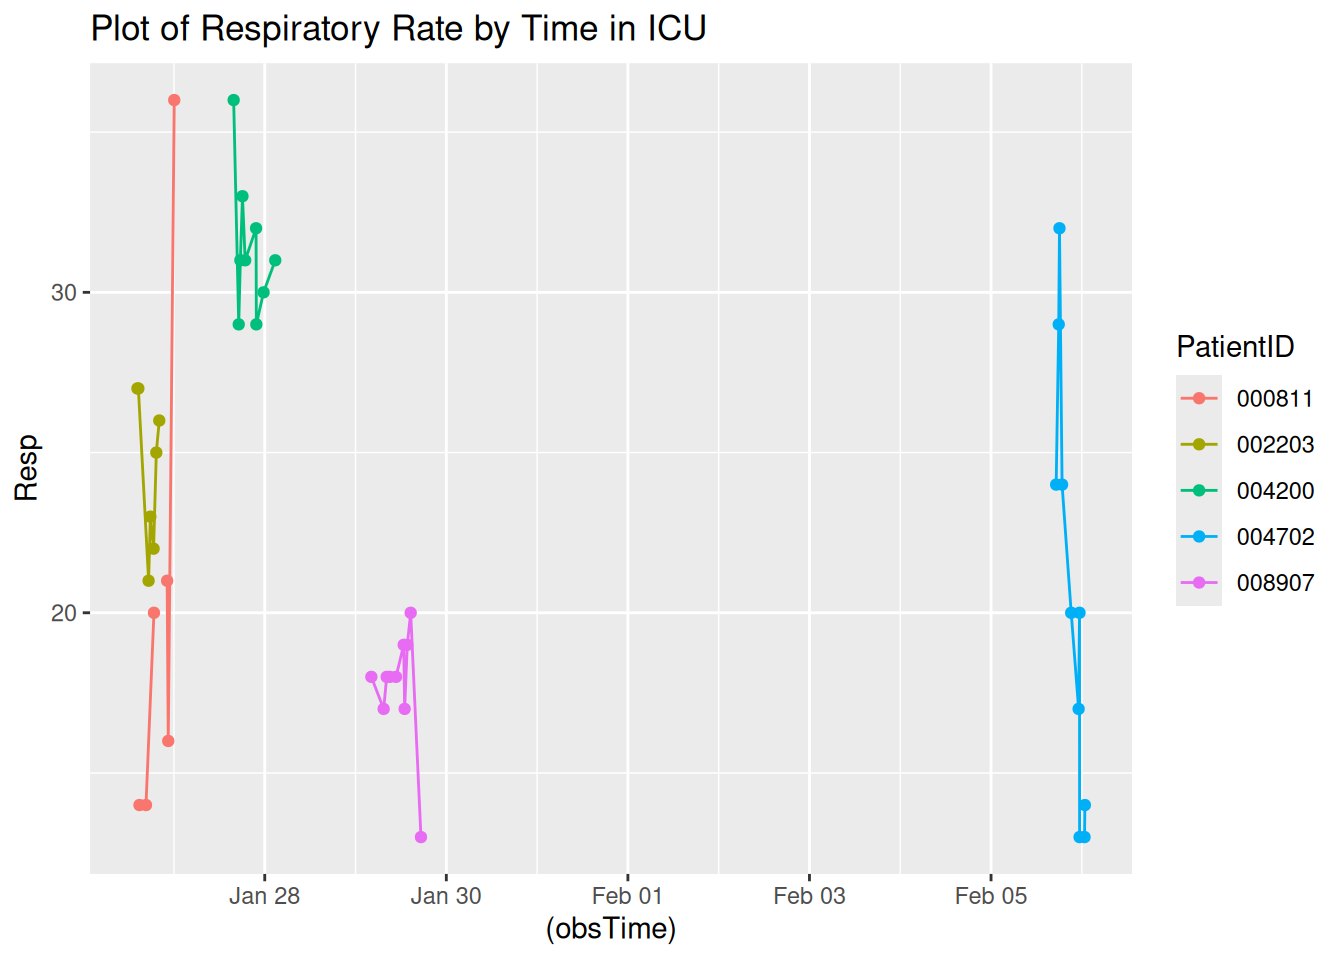 Plot of Respiratory Rate by Time in ICU
Resp
30
20
Jan 28
Jan 30
Feb 01
Feb 03
Feb 05
(obsTime)
PatientID
000811
002203
004200
004702
008907